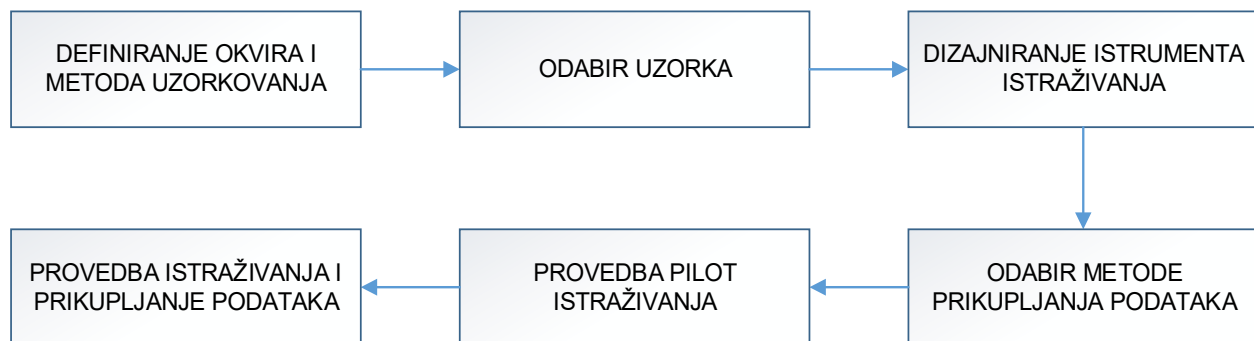 DEFINIRANJE OKVIRA I
METODA UZORKOVANJA
ODABIR UZORKA
DIZAJNIRANJE ISTRUMENTA
ISTRAŽIVANJA
ODABIR METODE
PRIKUPLJANJA PODATAKA
PROVEDBA PILOT
ISTRAŽIVANJA
PROVEDBA ISTRAŽIVANJA I
PRIKUPLJANJE PODATAKA